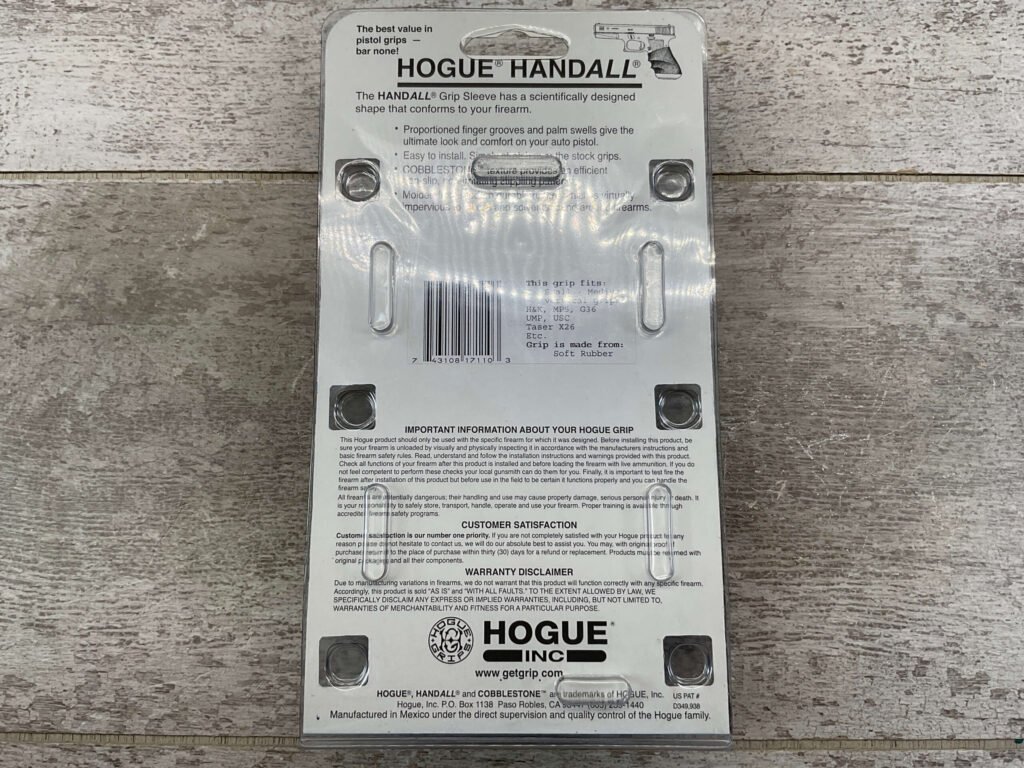 The best value in
pistol grips —
bar none!
HOGUE® HANDALL®
The HANDALL® Grip Sleeve has a scientifically designed
shape that conforms to your firearm.
• Proportioned finger grooves and palm swells give the
ultimate look and comfort on your auto pistol.
• Easy to install. the stock grips.
• COBBLESTONE texture provides an efficient
• virtually
impervious firearms.
This grip fits:
H&K, MP5, G36
UMP, USC
Taser X26
Etc.
Grip is made from:
Soft Rubber
7 43108 17110 3
IMPORTANT INFORMATION ABOUT YOUR HOGUE GRIP
This Hogue product should only be used with the specific firearm for which it was designed. Before installing this product, be
sure your firearm is unloaded by visually and physically inspecting it in accordance with the manufacturers instructions and
basic firearm safety rules. Read, understand and follow the installation instructions and warnings provided with this product.
Check all functions of your firearm after this product is installed and before loading the firearm with live ammunition. If you do
not feel competent to perform these checks your local gunsmith can do them for you. Finally, it is important to test fire the
firearm after installation of this product but before use in the field to be certain it functions properly and you can handle the
firearm safely.
All firearms are potentially dangerous; their handling and use may cause property damage, serious personal injury or death. It
is your responsibility to safely store, transport, handle, operate and use your firearm. Proper training is available through
accredited firearms safety programs.
CUSTOMER SATISFACTION
Customer satisfaction is our number one priority. If you are not completely satisfied with your Hogue product for any
reason please do not hesitate to contact us, we will do our absolute best to assist you. You may, with original proof of
purchase, return to the place of purchase within thirty (30) days for a refund or replacement. Products must be returned with
original packaging and all their components.
WARRANTY DISCLAIMER
Due to manufacturing variations in firearms, we do not warrant that this product will function correctly with any specific firearm.
Accordingly, this product is sold "AS IS" and "WITH ALL FAULTS." TO THE EXTENT ALLOWED BY LAW, WE
SPECIFICALLY DISCLAIM ANY EXPRESS OR IMPLIED WARRANTIES, INCLUDING, BUT NOT LIMITED TO,
WARRANTIES OF MERCHANTABILITY AND FITNESS FOR A PARTICULAR PURPOSE.
HOGUE GRIPS
HOGUE®
INC
www.getgrip.com
HOGUE®, HANDALL® and COBBLESTONE™ are trademarks of HOGUE, Inc.
US PAT #
D349,938
Hogue, Inc. P.O. Box 1138 Paso Robles, CA
Manufactured in Mexico under the direct supervision and quality control of the Hogue family.